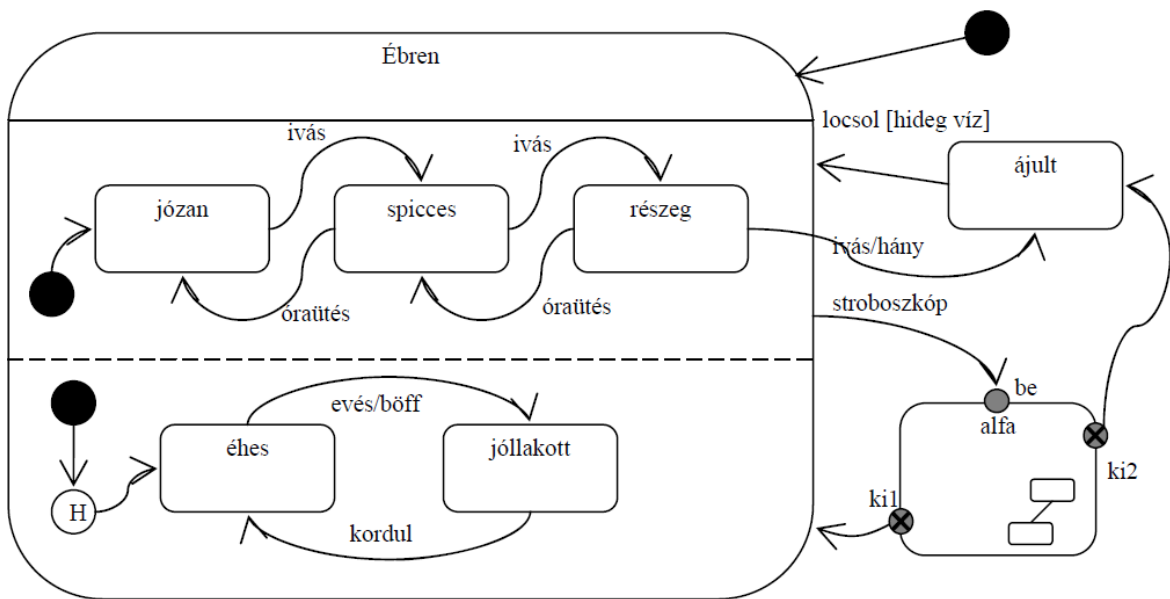 Ébren
locsol [hideg víz]
ivás
ivás
ájult
józan
spicces
részeg
ivás/hány
óraütés
óraütés
stroboszkóp
evés/böff
be
alfa
éhes
jóllakott
ki2
H
ki1
kordul